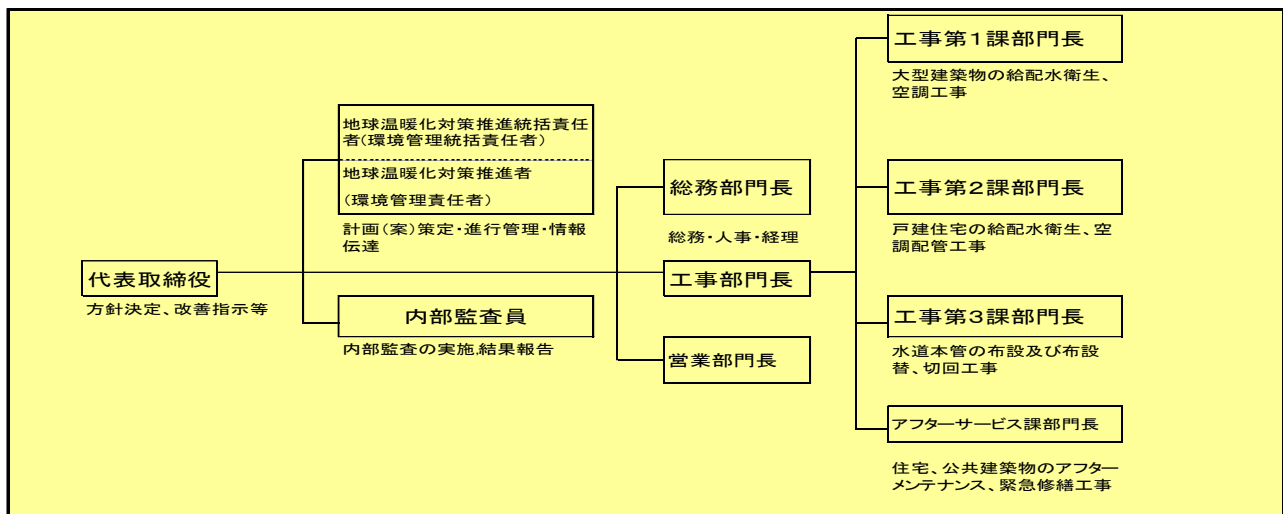 代表取締役
方針決定、改善指示等
地球温暖化対策推進統括責任
者(環境管理統括責任者)
地球温暖化対策推進者
(環境管理責任者)
計画(案)策定・進行管理・情報
伝達
内部監査員
内部監査の実施,結果報告
総務部門長
総務・人事・経理
工事部門長
営業部門長
工事第1課部門長
大型建築物の給配水衛生、
空調工事
工事第2課部門長
戸建住宅の給配水衛生、空
調配管工事
工事第3課部門長
水道本管の布設及び布設
替、切回工事
アフターサービス課部門長
住宅、公共建築物のアフター
メンテナンス、緊急修繕工事